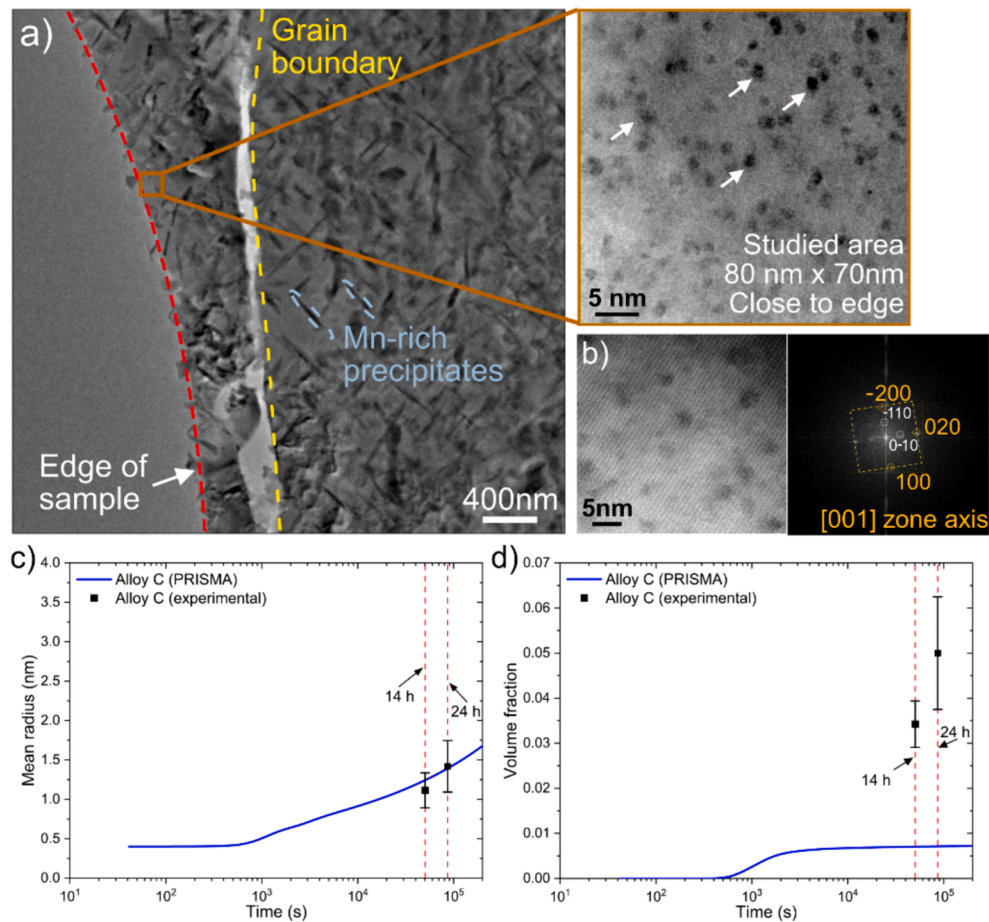 a)
Grain
boundary
Mn-rich
precipitates
Edge of
sample
400nm
Studied area
80 nm x 70nm
Close to edge
5 nm
b)
5nm
-200
-110
020
0-10
100
[001] zone axis
c)
Alloy C (PRISMA)
Alloy C (experimental)
14 h
24 h
Mean radius (nm)
4.0
3.5
3.0
2.5
2.0
1.5
1.0
0.5
0.0
10¹ 10² 10³ 10⁴ 10⁵
Time (s)
d)
Alloy C (PRISMA)
Alloy C (experimental)
24 h
14 h
Volume fraction
0.07
0.06
0.05
0.04
0.03
0.02
0.01
0.00
10¹ 10² 10³ 10⁴ 10⁵
Time (s)